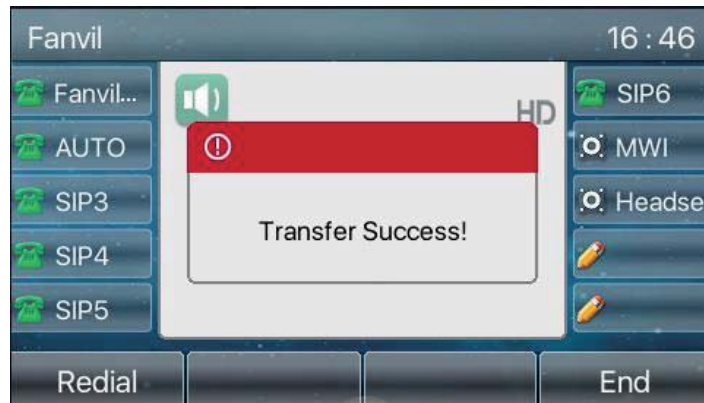 Fanvil
16 : 46
Fanvil...
AUTO
SIP3
SIP4
SIP5
HD
Transfer Success!
SIP6
MWI
Headse
Redial
End